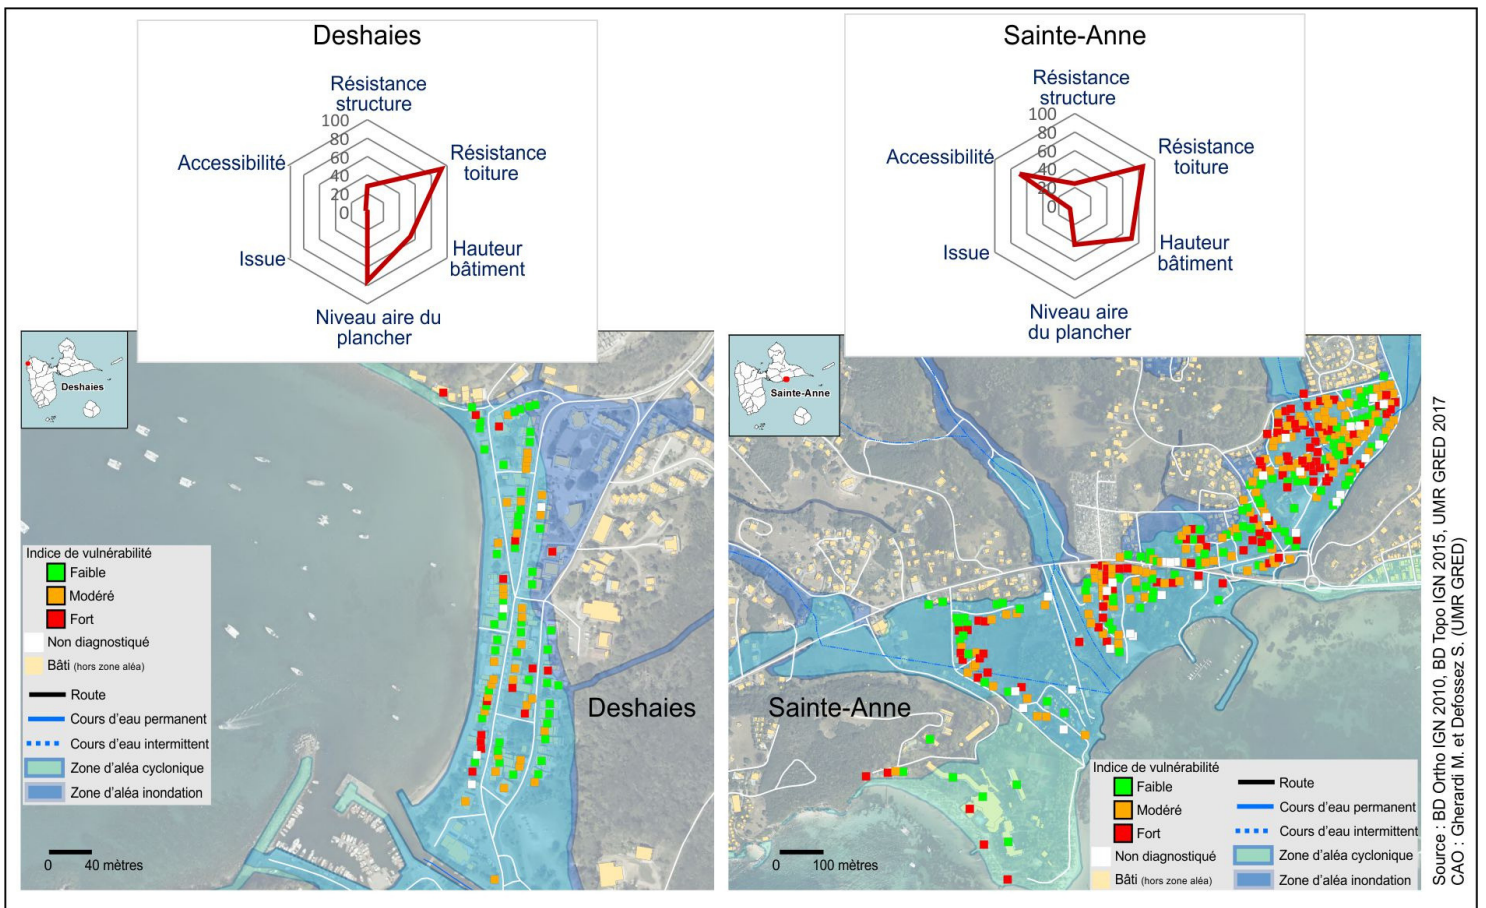 Deshaies
Résistance
structure
100
80
60
40
20
0
Résistance
toiture
Accessibilité
Hauteur
bâtiment
Issue
Niveau aire du
plancher
Sainte-Anne
Résistance
structure
100
80
60
40
20
0
Résistance
toiture
Accessibilité
Hauteur
bâtiment
Issue
Niveau aire
du plancher
Deshaies
Indice de vulnérabilité
Faible
Modéré
Fort
Non diagnostiqué
Bâti (hors zone aléa)
Route
Cours d'eau permanent
Cours d'eau intermittent
Zone d'aléa cyclonique
Zone d'aléa inondation
0 40 mètres
Deshaies
Sainte-Anne
Sainte-Anne
0 100 mètres
Indice de vulnérabilité
Faible
Modéré
Fort
Non diagnostiqué
Bâti (hors zone aléa)
Route
Cours d'eau permanent
Cours d'eau intermittent
Zone d'aléa cyclonique
Zone d'aléa inondation
Source : BD Ortho IGN 2010, BD Topo IGN 2015, UMR GRED 2017
CAO : Gherardi M. et Defossez S. (UMR GRED)